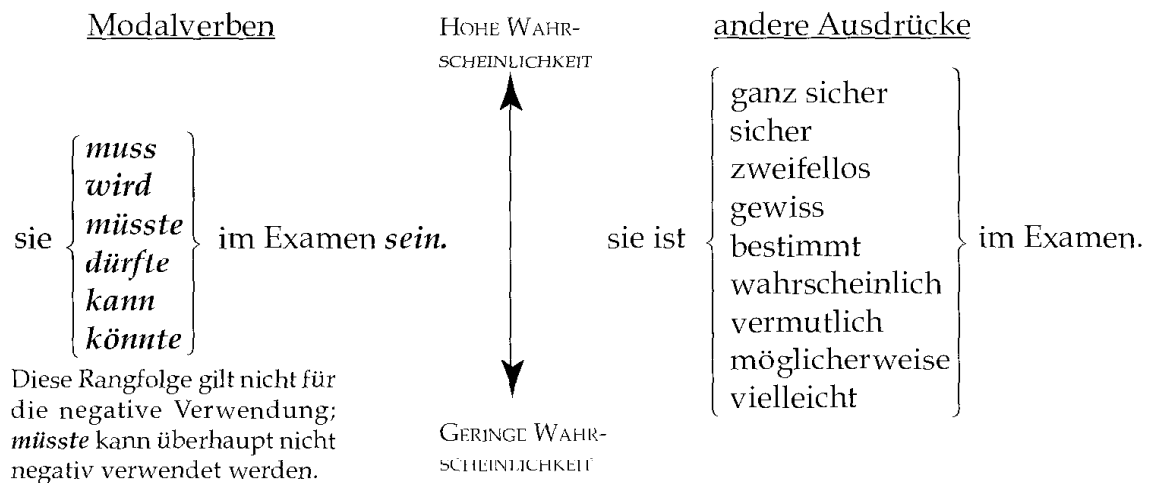 Modalverben
sie
muss
wird
müsste
dürfte
kann
könnte
im Examen sein.
Diese Rangfolge gilt nicht für
die negative Verwendung;
müsste kann überhaupt nicht
negativ verwendet werden.
HOHE WAHR-
SCHEINLICHKEIT
GERINGE WAHR-
SCHEINLICHKEIT
andere Ausdrücke
sie ist
ganz sicher
sicher
zweifellos
gewiss
bestimmt
wahrscheinlich
vermutlich
möglicherweise
vielleicht
im Examen.